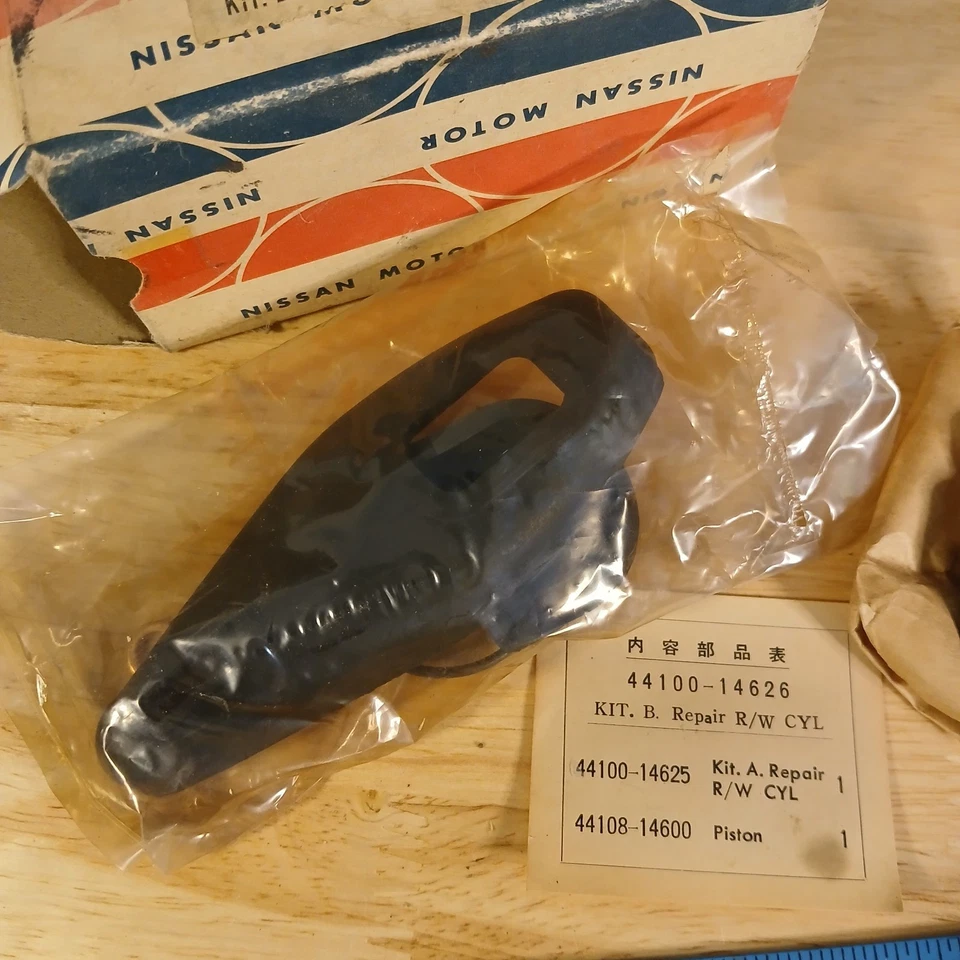 Kit.
NISSAN
NISSAN MOTOR
NISSAN
NISSAN MOTOR
内容部品表
44100-14626
KIT. B. Repair R/W CYL
44100-14625 Kit. A. Repair 1
R/W CYL
44108-14600 Piston 1